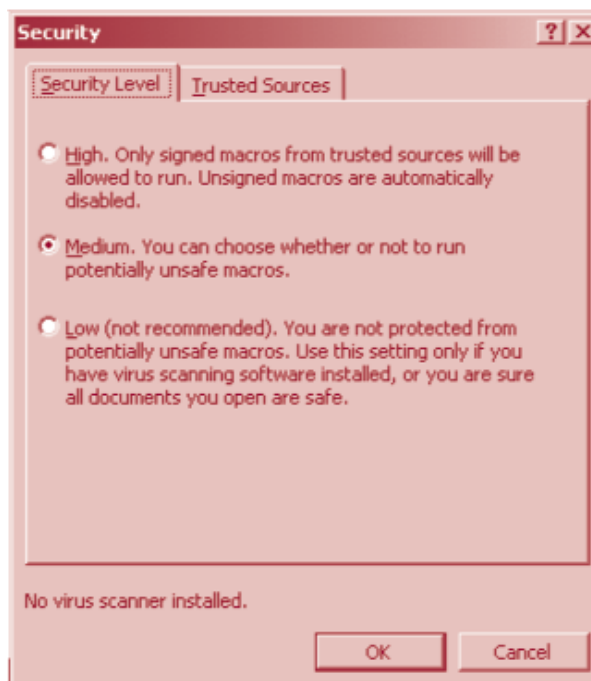 Security
Security Level
Trusted Sources
High. Only signed macros from trusted sources will be
allowed to run. Unsigned macros are automatically
disabled.
Medium. You can choose whether or not to run
potentially unsafe macros.
Low (not recommended). You are not protected from
potentially unsafe macros. Use this setting only if you
have virus scanning software installed, or you are sure
all documents you open are safe.
No virus scanner installed.
OK
Cancel